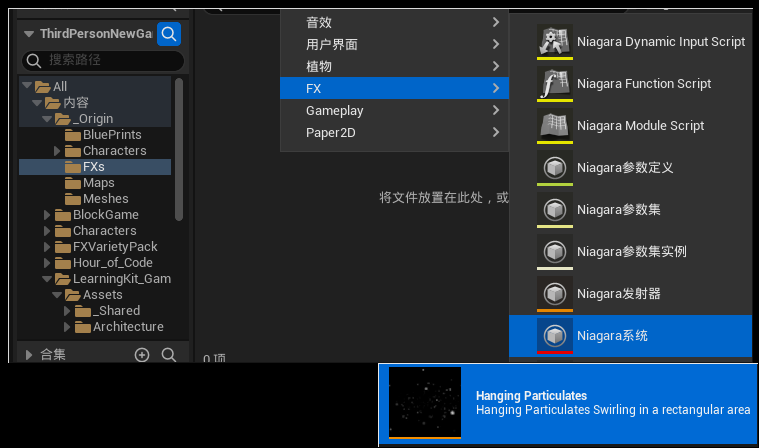 ThirdPersonNewGa
搜索路径
All
内容
_Origin
BluePrints
Characters
FXs
Maps
Meshes
BlockGame
Characters
FXVarietyPack
Hour_of_Code
LearningKit_Gam
Assets
_Shared
Architecture
合集
音效
用户界面
植物
FX
Gameplay
Paper2D
将文件放置在此处，或
0 项
Niagara Dynamic Input Script
Niagara Function Script
Niagara Module Script
Niagara参数定义
Niagara参数集
Niagara参数集实例
Niagara发射器
Niagara系统
Hanging Particulates
Hanging Particulates Swirling in a rectangular area